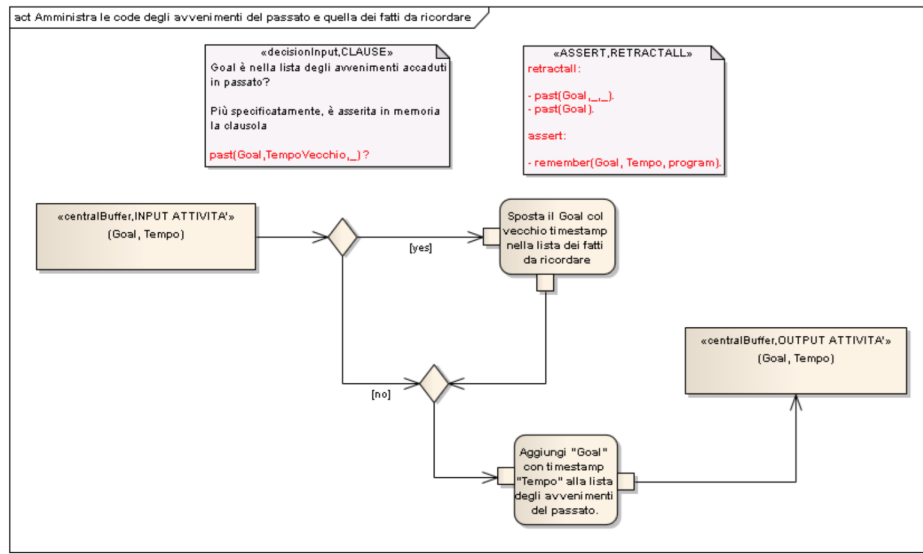 act Amministra le code degli avvenimenti del passato e quella dei fatti da ricordare
«decisionInput,CLAUSE»
Goal è nella lista degli avvenimenti accaduti
in passato?
Più specificatamente, è asserita in memoria
la clausola
past(Goal,TempoVecchio,_)?
«ASSERT,RETRACTALL»
retractall:
- past(Goal,_,_).
- past(Goal).
assert:
- remember(Goal, Tempo, program).
«centralBuffer,INPUT ATTIVITA'»
(Goal, Tempo)
[yes]
Sposta il Goal col
vecchio timestamp
nella lista dei fatti
da ricordare
[no]
«centralBuffer,OUTPUT ATTIVITA'»
(Goal, Tempo)
Aggiungi "Goal"
con timestamp
"Tempo" alla lista
degli avvenimenti
del passato.